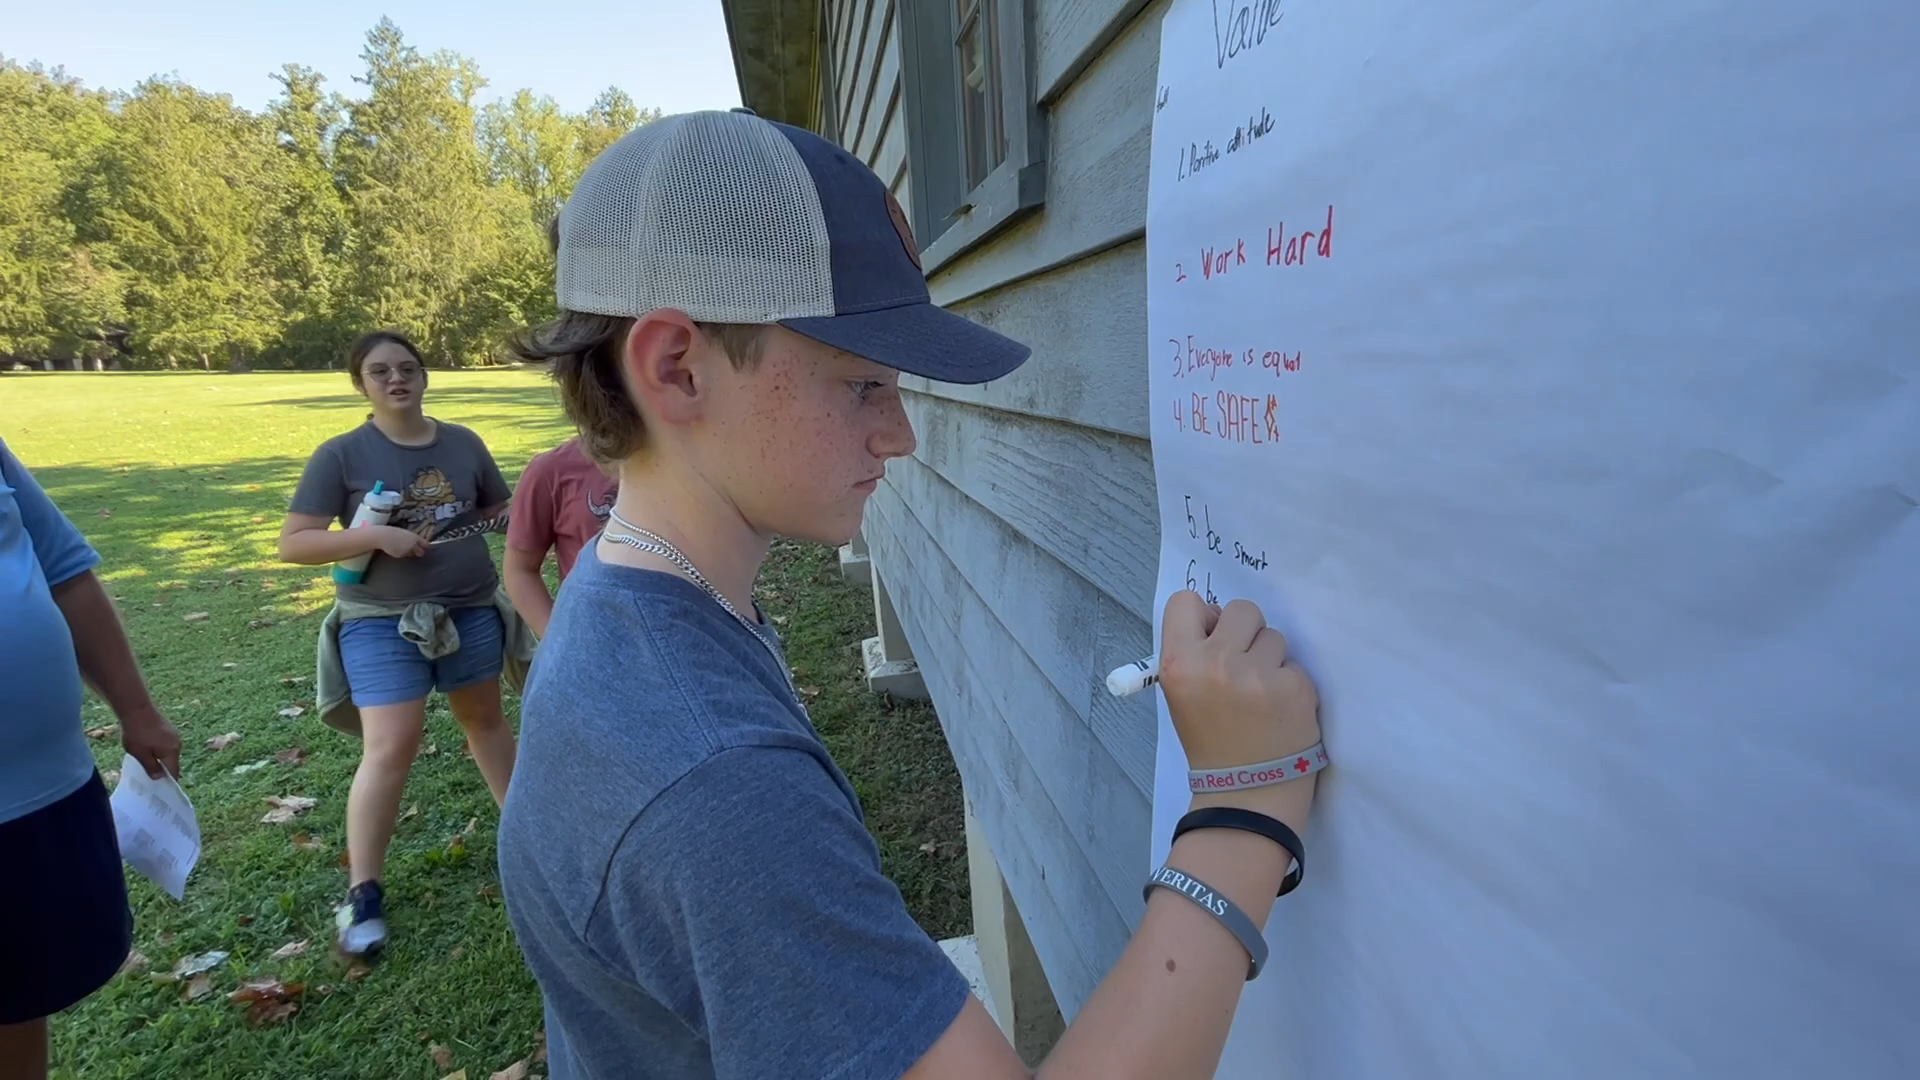 Value
1. Positive attitude
2 Work Hard
3. Everyone is equal
4. BE SAFE
5. be smart
6. be
an Red Cross
VERITAS